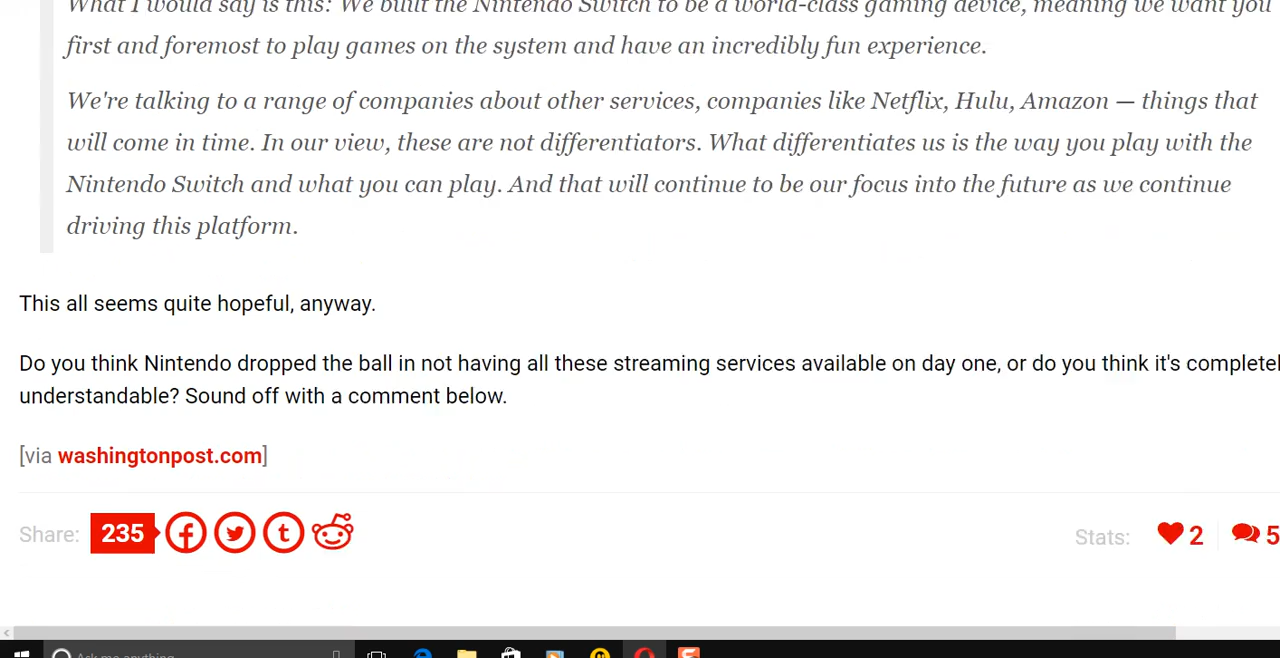 What I would say is this: We built the Nintendo Switch to be a world-class gaming device, meaning we want you
first and foremost to play games on the system and have an incredibly fun experience.
We're talking to a range of companies about other services, companies like Netflix, Hulu, Amazon — things that
will come in time. In our view, these are not differentiators. What differentiates us is the way you play with the
Nintendo Switch and what you can play. And that will continue to be our focus into the future as we continue
driving this platform.
This all seems quite hopeful, anyway.
Do you think Nintendo dropped the ball in not having all these streaming services available on day one, or do you think it's completel
understandable? Sound off with a comment below.
[via washingtonpost.com]
Share: 235
Stats: 2 5
Ask me anything